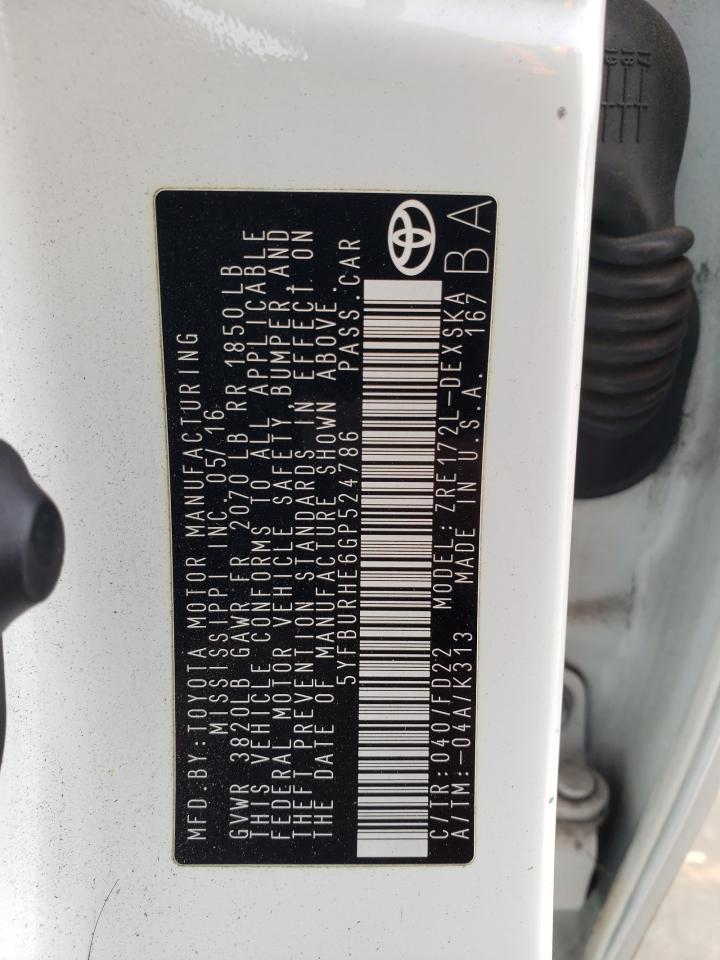 MFD.BY:TOYOTA MOTOR MANUFACTURING
MISSISSIPPI INC. 05/16
GVWR 3820LB GAWR FR 2070 LB RR 1850LB
THIS VEHICLE CONFORMS TO ALL APPLICABLE
FEDERAL MOTOR VEHICLE SAFETY, BUMPER, AND
THEFT PREVENTION STANDARDS IN EFFECT ON
THE DATE OF MANUFACTURE SHOWN ABOVE.
5YFBURHE6GP524786 PASS.CAR
C/TR:040/FD22 MODEL:ZRE172L-DEXSKA
A/TM:-04A/K313 MADE IN U.S.A. 167
BA